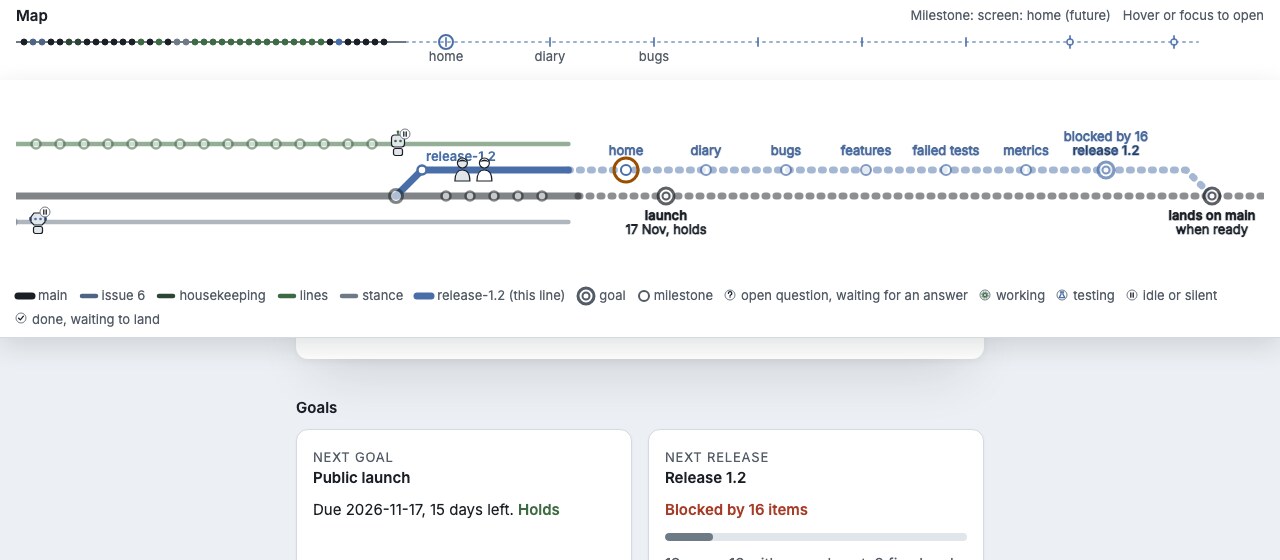 Map
Milestone: screen: home (future) Hover or focus to open
home diary bugs
release-1.2
blocked by 16
home diary bugs features failed tests metrics release 1.2
launch
17 Nov, holds
lands on main
when ready
main issue 6 housekeeping lines stance release-1.2 (this line) goal milestone open question, waiting for an answer working testing idle or silent
done, waiting to land
Goals
NEXT GOAL
Public launch
Due 2026-11-17, 15 days left. Holds
NEXT RELEASE
Release 1.2
Blocked by 16 items